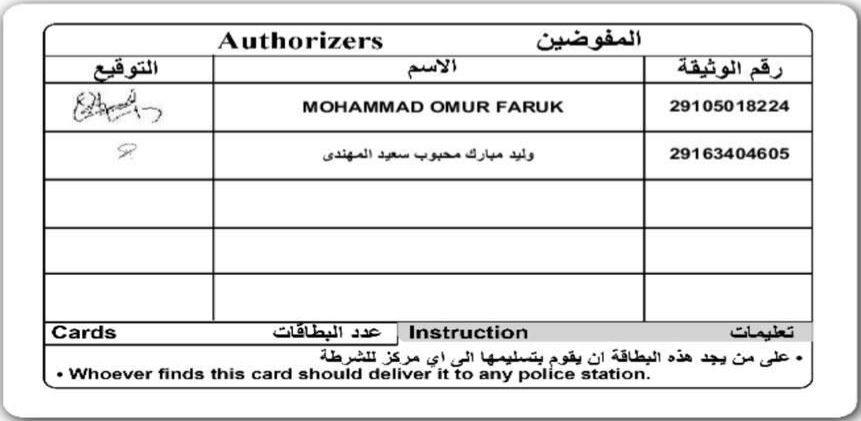 Authorizers المفوضين
التوقيع الاسم رقم الوثيقة
MOHAMMAD OMUR FARUK 29105018224
وليد مبارك محبوب سعيد المهندى 29163404605
Cards عدد البطاقات Instruction تعليمات
• على من يجد هذه البطاقة ان يقوم بتسليمها الى اي مركز للشرطة
• Whoever finds this card should deliver it to any police station.